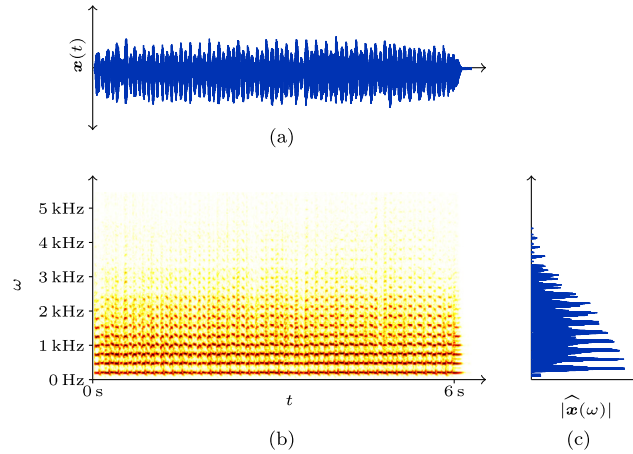 x(t)
(a)
5 kHz
4 kHz
3 kHz
2 kHz
1 kHz
0 Hz
ω
0 s
6 s
t
(b)
|x̂(ω)|
(c)